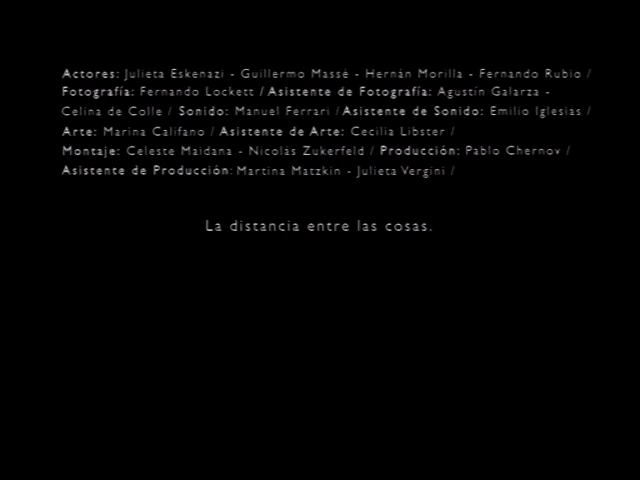 Actores: Julieta Eskenazi - Guillermo Massé - Hernán Morilla - Fernando Rubio /
Fotografía: Fernando Lockett / Asistente de Fotografía: Agustín Galarza -
Celina de Colle / Sonido: Manuel Ferrari / Asistente de Sonido: Emilio Iglesias /
Arte: Marina Califano / Asistente de Arte: Cecilia Libster /
Montaje: Celeste Maidana - Nicolás Zukerfeld / Producción: Pablo Chernov /
Asistente de Producción: Martina Matzkin - Julieta Vergini /
La distancia entre las cosas.